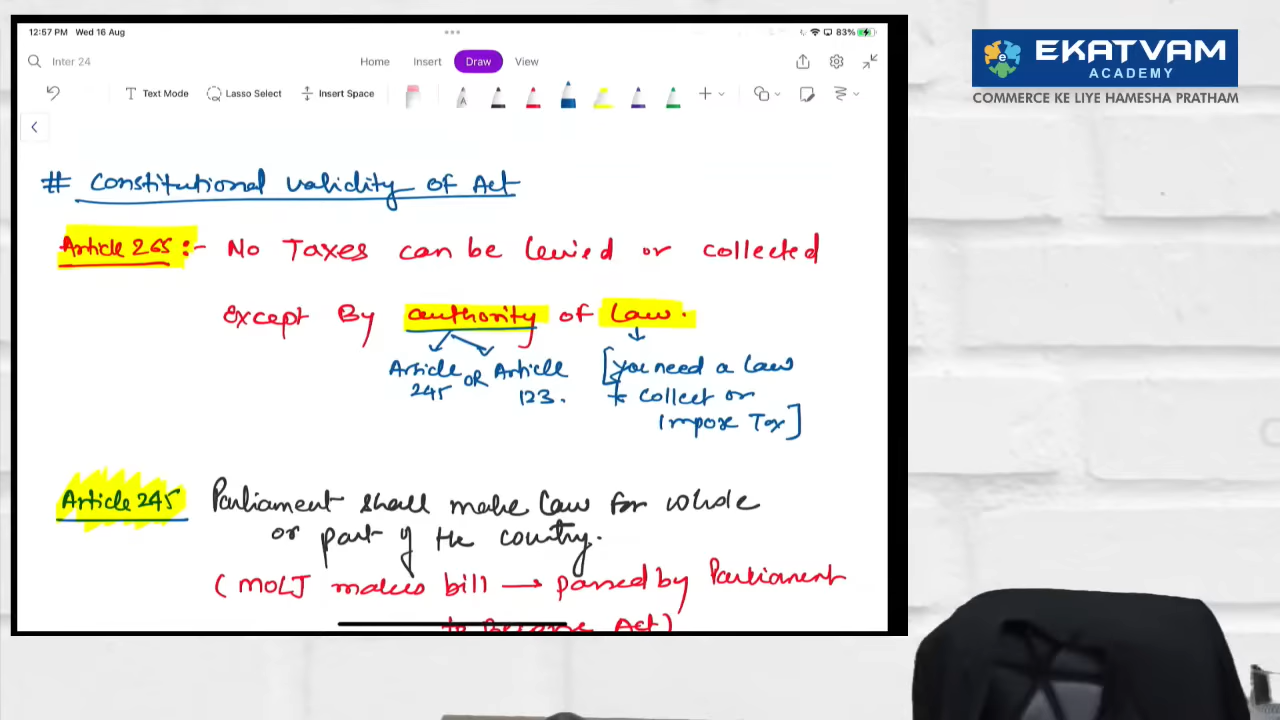 12:57 PM Wed 16 Aug
83%
Inter 24
Home Insert Draw View
Text Mode Lasso Select Insert Space
EKATVAM
ACADEMY
COMMERCE KE LIYE HAMESHA PRATHAM
# Constitutional validity of Act
Article 265 :- No Taxes can be levied or collected
except By authority of law.
Article 245 OR Article 123.
[you need a law
to collect or
impose Tax]
Article 245 Parliament shall make law for whole
or part of the country.
(MOLJ makes bill → passed by Parliament
to become Act)